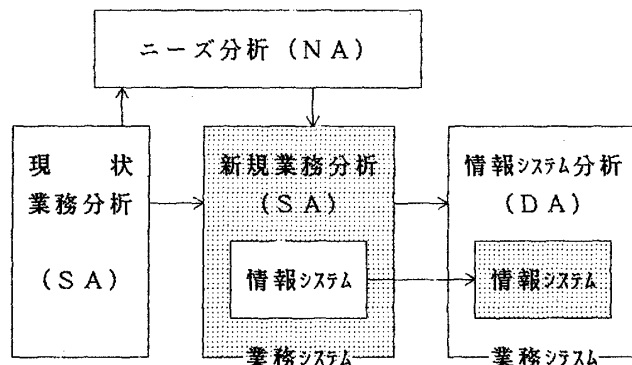 ニーズ分析（NA）
現　状
業務分析
（SA）
新規業務分析
（SA）
情報システム
業務システム
情報システム分析
（DA）
情報システム
業務システム